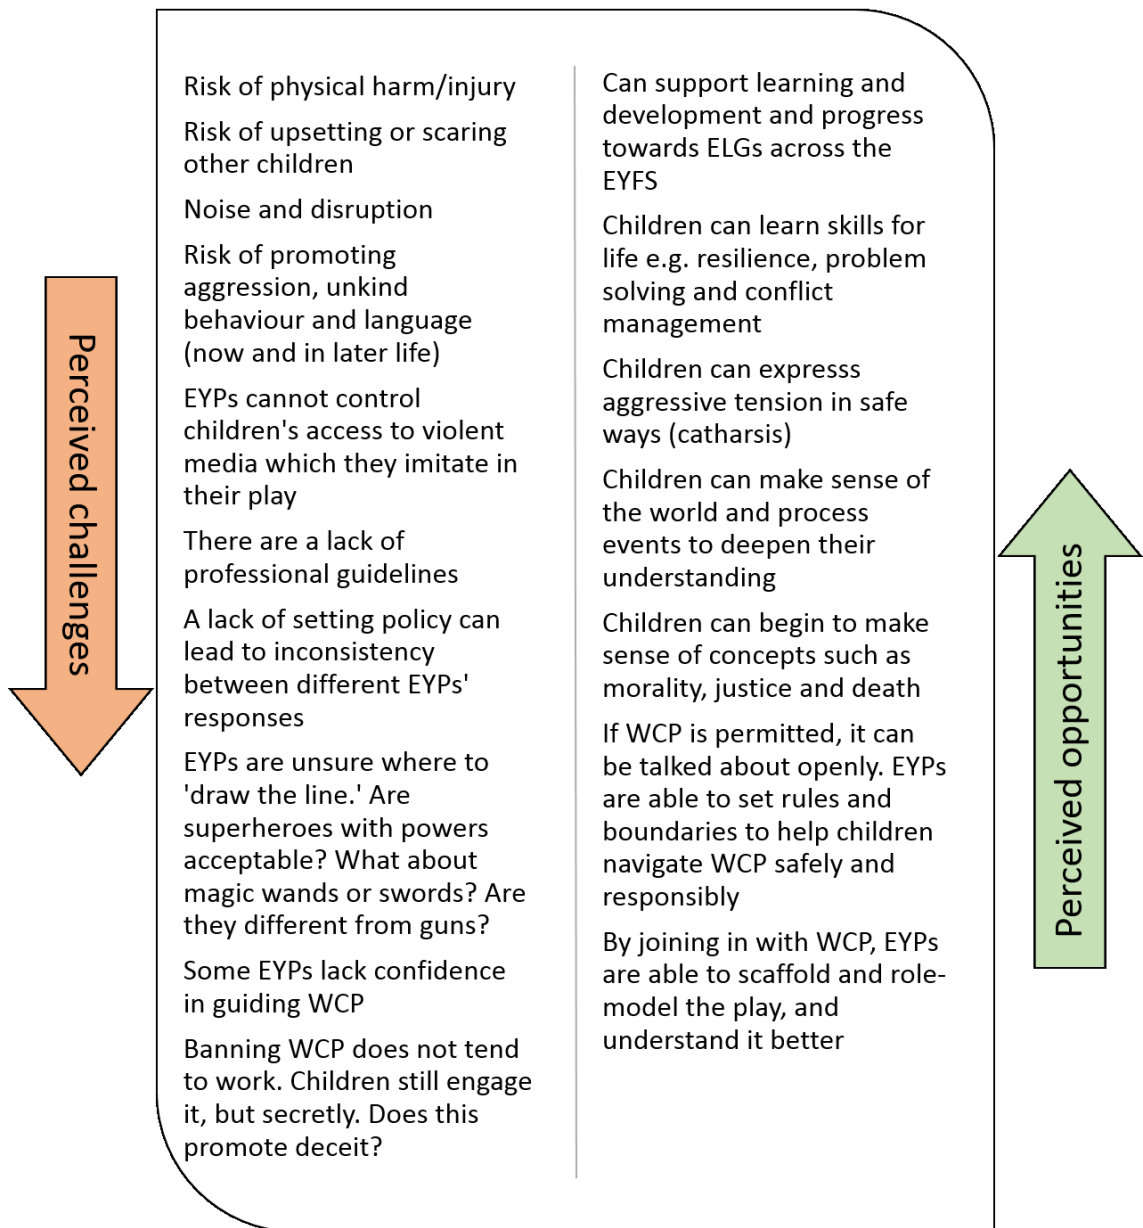 Perceived challenges
Risk of physical harm/injury
Risk of upsetting or scaring
other children
Noise and disruption
Risk of promoting
aggression, unkind
behaviour and language
(now and in later life)
EYPs cannot control
children's access to violent
media which they imitate in
their play
There are a lack of
professional guidelines
A lack of setting policy can
lead to inconsistency
between different EYPs'
responses
EYPs are unsure where to
'draw the line.' Are
superheroes with powers
acceptable? What about
magic wands or swords? Are
they different from guns?
Some EYPs lack confidence
in guiding WCP
Banning WCP does not tend
to work. Children still engage
it, but secretly. Does this
promote deceit?
Can support learning and
development and progress
towards ELGs across the
EYFS
Children can learn skills for
life e.g. resilience, problem
solving and conflict
management
Children can expresss
aggressive tension in safe
ways (catharsis)
Children can make sense of
the world and process
events to deepen their
understanding
Children can begin to make
sense of concepts such as
morality, justice and death
If WCP is permitted, it can
be talked about openly. EYPs
are able to set rules and
boundaries to help children
navigate WCP safely and
responsibly
By joining in with WCP, EYPs
are able to scaffold and role-
model the play, and
understand it better
Perceived opportunities